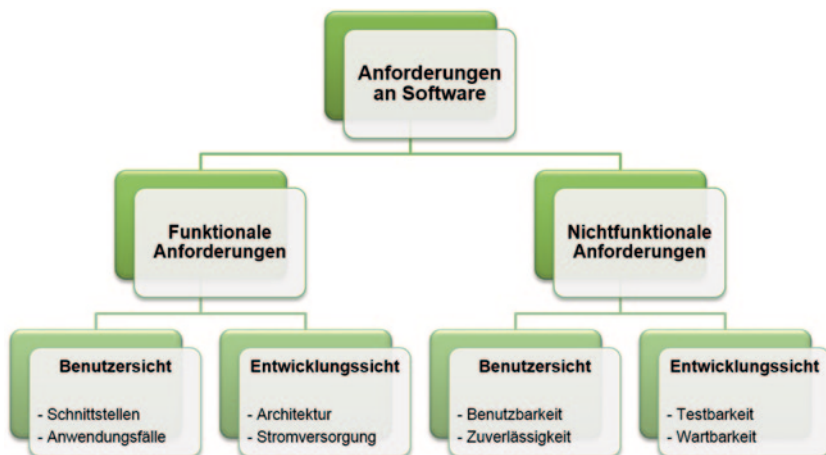 Anforderungen
an Software
Funktionale
Anforderungen
Nichtfunktionale
Anforderungen
Benutzersicht
- Schnittstellen
- Anwendungsfälle
Entwicklungssicht
- Architektur
- Stromversorgung
Benutzersicht
- Benutzbarkeit
- Zuverlässigkeit
Entwicklungssicht
- Testbarkeit
- Wartbarkeit